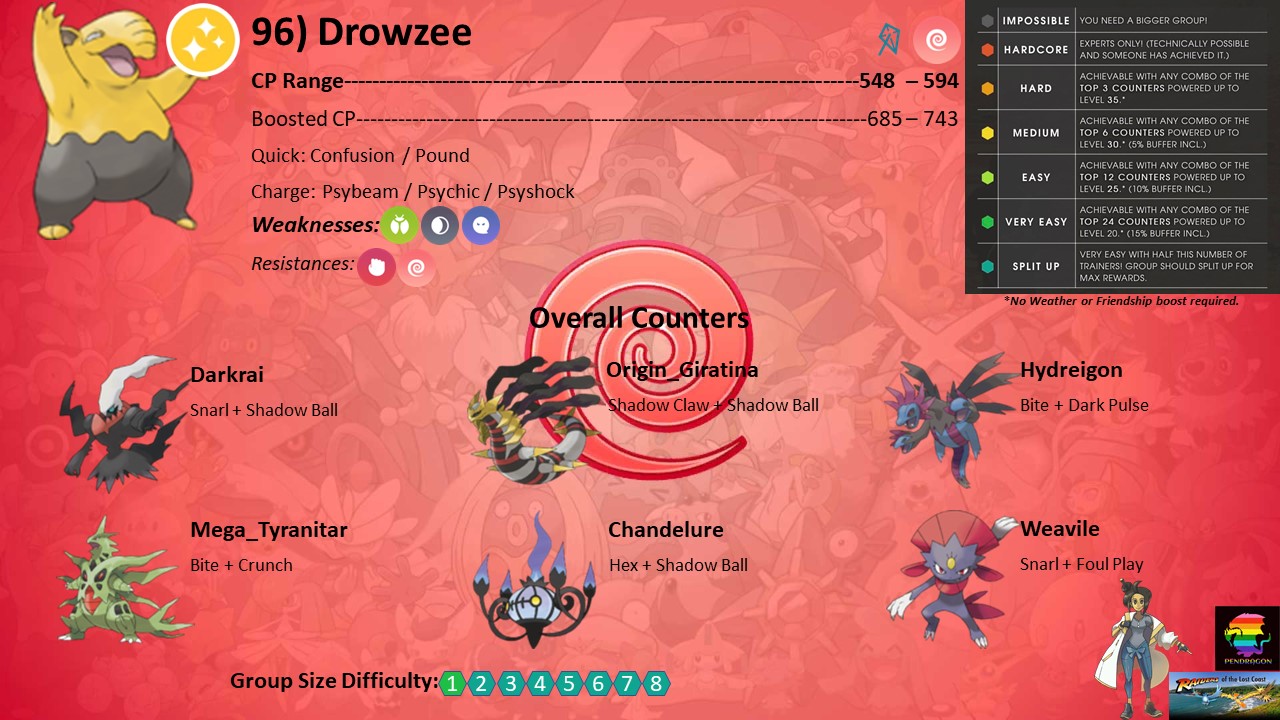 96) Drowzee
CP Range---548 – 594
Boosted CP---685 – 743
Quick: Confusion / Pound
Charge: Psybeam / Psychic / Psyshock
Weaknesses:
Resistances:
IMPOSSIBLE YOU NEED A BIGGER GROUP!
HARDCORE EXPERTS ONLY! (TECHNICALLY POSSIBLE
AND SOMEONE HAS ACHIEVED IT.)
HARD ACHIEVABLE WITH ANY COMBO OF THE
TOP 3 COUNTERS POWERED UP TO
LEVEL 35.*
MEDIUM ACHIEVABLE WITH ANY COMBO OF THE
TOP 6 COUNTERS POWERED UP TO
LEVEL 30.* (5% BUFFER INCL.)
EASY ACHIEVABLE WITH ANY COMBO OF THE
TOP 12 COUNTERS POWERED UP TO
LEVEL 25.* (10% BUFFER INCL.)
VERY EASY ACHIEVABLE WITH ANY COMBO OF THE
TOP 24 COUNTERS POWERED UP TO
LEVEL 20.* (15% BUFFER INCL.)
SPLIT UP VERY EASY WITH HALF THIS NUMBER OF
TRAINERS! GROUP SHOULD SPLIT UP FOR
MAX REWARDS.
*No Weather or Friendship boost required.
Overall Counters
Darkrai
Snarl + Shadow Ball
Origin_Giratina
Shadow Claw + Shadow Ball
Hydreigon
Bite + Dark Pulse
Mega_Tyranitar
Bite + Crunch
Chandelure
Hex + Shadow Ball
Weavile
Snarl + Foul Play
Group Size Difficulty: 1 2 3 4 5 6 7 8
PENDROGON
RAIDERS of the Lost Coast